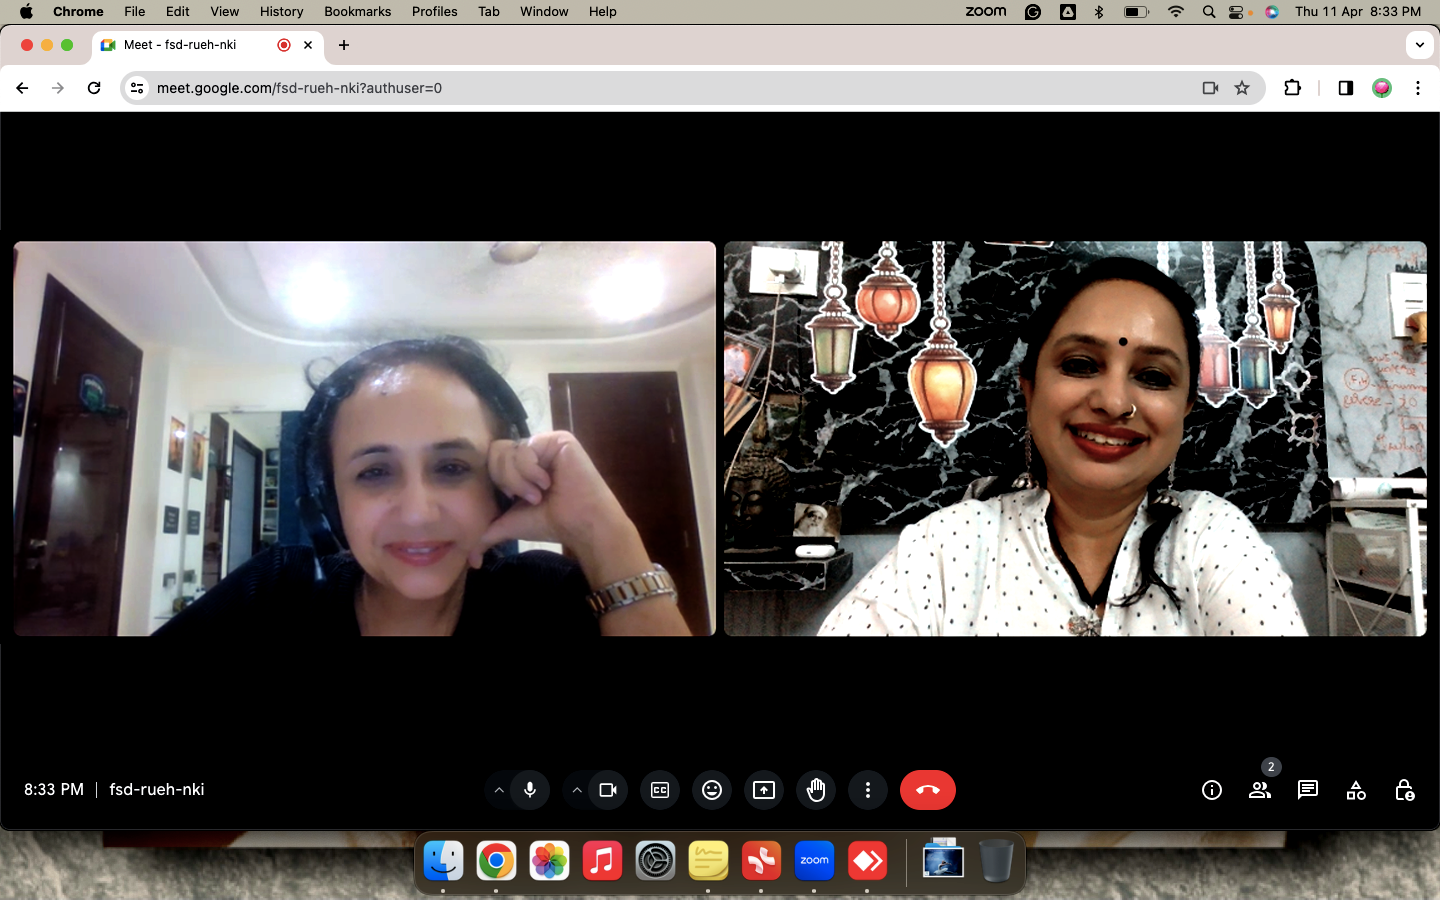 Chrome File Edit View History Bookmarks Profiles Tab Window Help zoom Thu 11 Apr 8:33 PM
Meet - fsd-rueh-nki
meet.google.com/fsd-rueh-nki?authuser=0
2
8:33 PM | fsd-rueh-nki CC
zoom